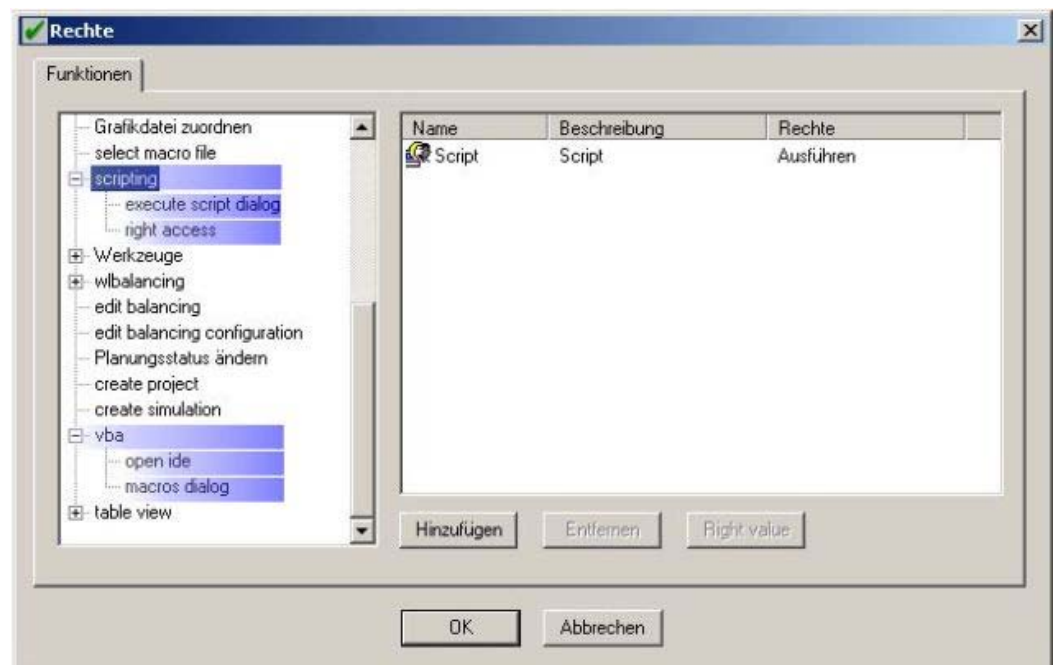 Rechte
Funktionen
Grafikdatei zuordnen
select macro file
scripting
execute script dialog
right access
Werkzeuge
wlbalancing
edit balancing
edit balancing configuration
Planungsstatus ändern
create project
create simulation
vba
open ide
macros dialog
table view
Name Beschreibung Rechte
Script Script Ausführen
Hinzufügen Entfernen Right value
OK Abbrechen